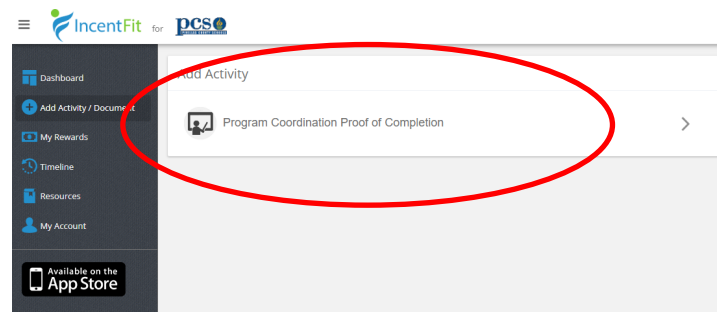 IncentFit for pcs
Dashboard
Add Activity / Document
My Rewards
Timeline
Resources
My Account
Available on the
App Store
Add Activity
Program Coordination Proof of Completion